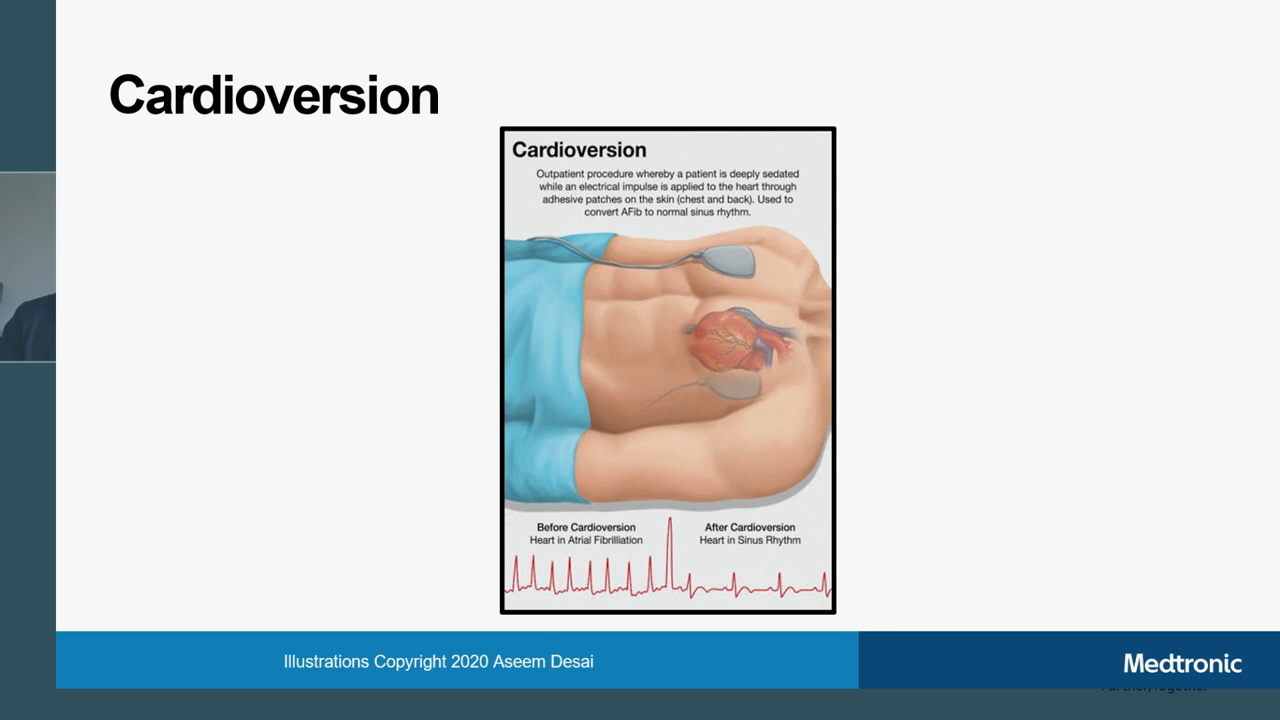 Cardioversion
Cardioversion
Outpatient procedure whereby a patient is deeply sedated
while an electrical impulse is applied to the heart through
adhesive patches on the skin (chest and back). Used to
convert AFib to normal sinus rhythm.
Before Cardioversion
Heart in Atrial Fibrilliation
After Cardioversion
Heart in Sinus Rhythm
Illustrations Copyright 2020 Aseem Desai
Medtronic